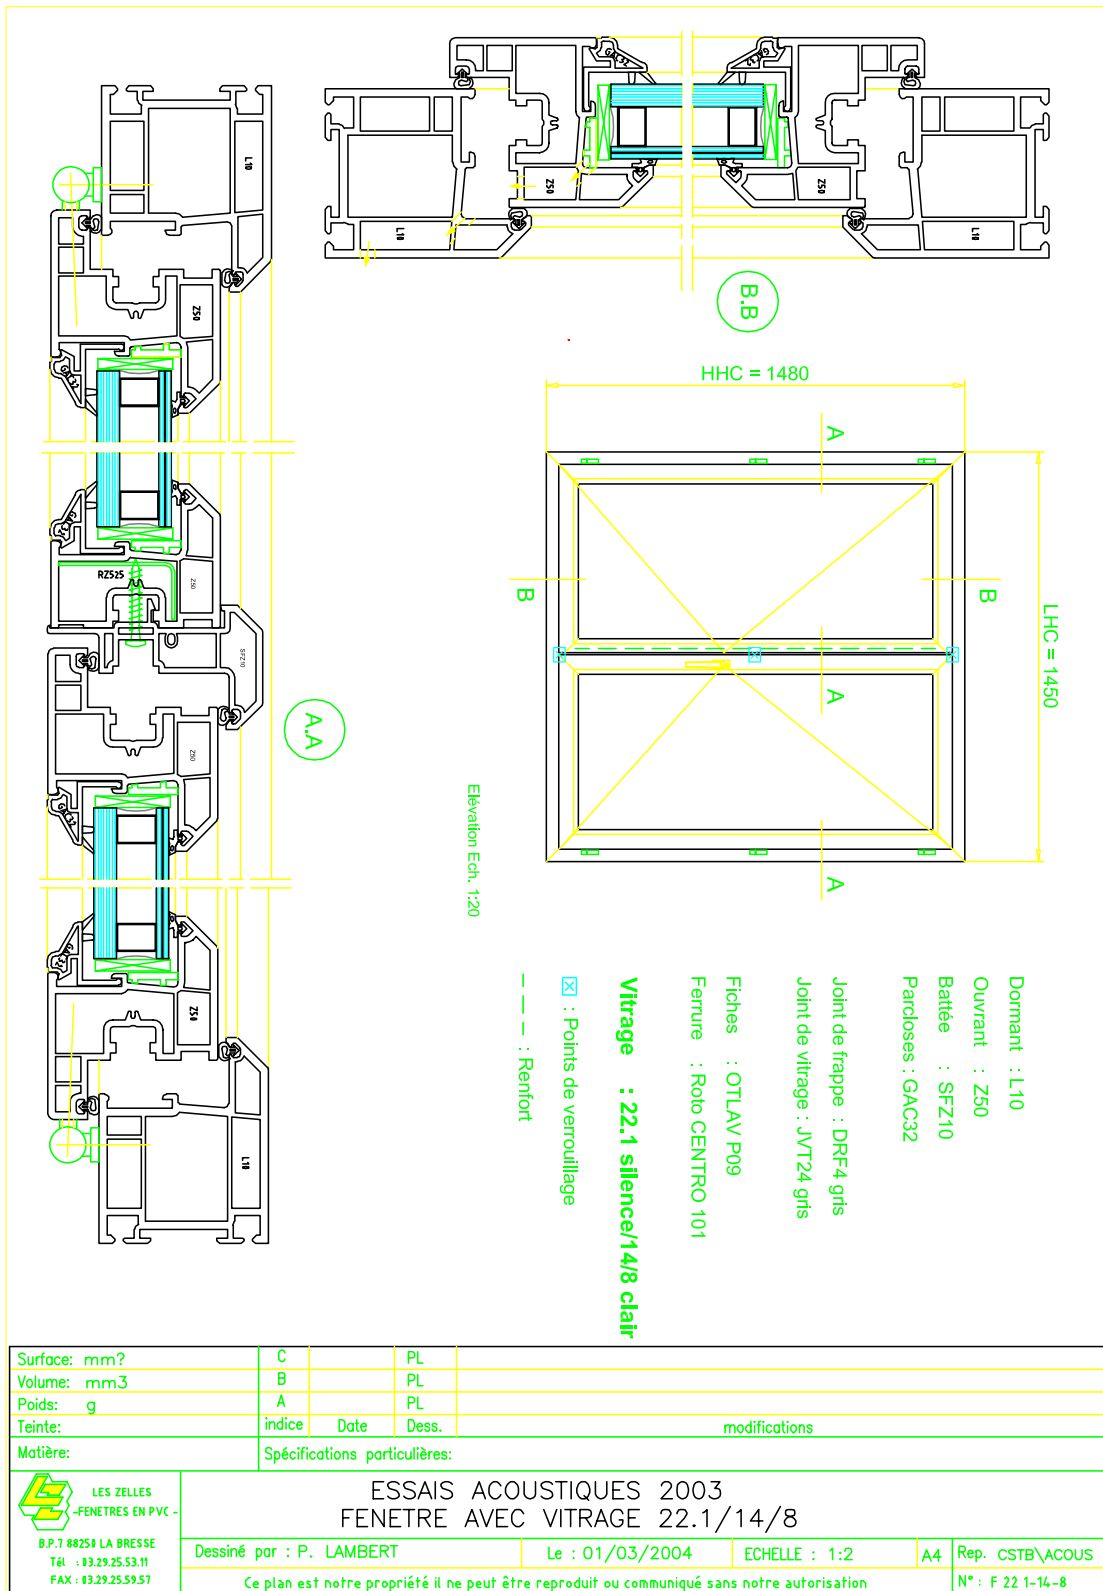 GAC32
GAC32
Z50
Z50
L10
L10
B.B
L10
Z50
GAC32
GAC32
RZ525
Z50
SFZ10
Z50
GAC32
GAC32
Z50
L10
A.A
HHC = 1480
LHC = 1450
A
A
B
B
A
A
Elévation Ech. 1:20
Dormant : L10
Ouvrant : Z50
Battée : SFZ10
Parcloses : GAC32
Joint de frappe : DRF4 gris
Joint de vitrage : JVT24 gris
Fiches : OTLAV P09
Ferrure : Roto CENTRO 101
Vitrage : 22.1 silence/14/8 clair
: Points de verrouillage
: Renfort
Surface: mm?
Volume: mm3
Poids: g
Teinte:
Matière:
C PL
B PL
A PL
indice Date Dess. modifications
Spécifications particulières:
LES ZELLES
-FENETRES EN PVC-
B.P.7 88250 LA BRESSE
Tél : 03.29.25.53.11
FAX : 03.29.25.59.57
ESSAIS ACOUSTIQUES 2003
FENETRE AVEC VITRAGE 22.1/14/8
Dessiné par : P. LAMBERT
Le : 01/03/2004
ECHELLE : 1:2
A4
Rep. CSTB\ACOUS
Ce plan est notre propriété il ne peut être reproduit ou communiqué sans notre autorisation
N° : F 22 1-14-8